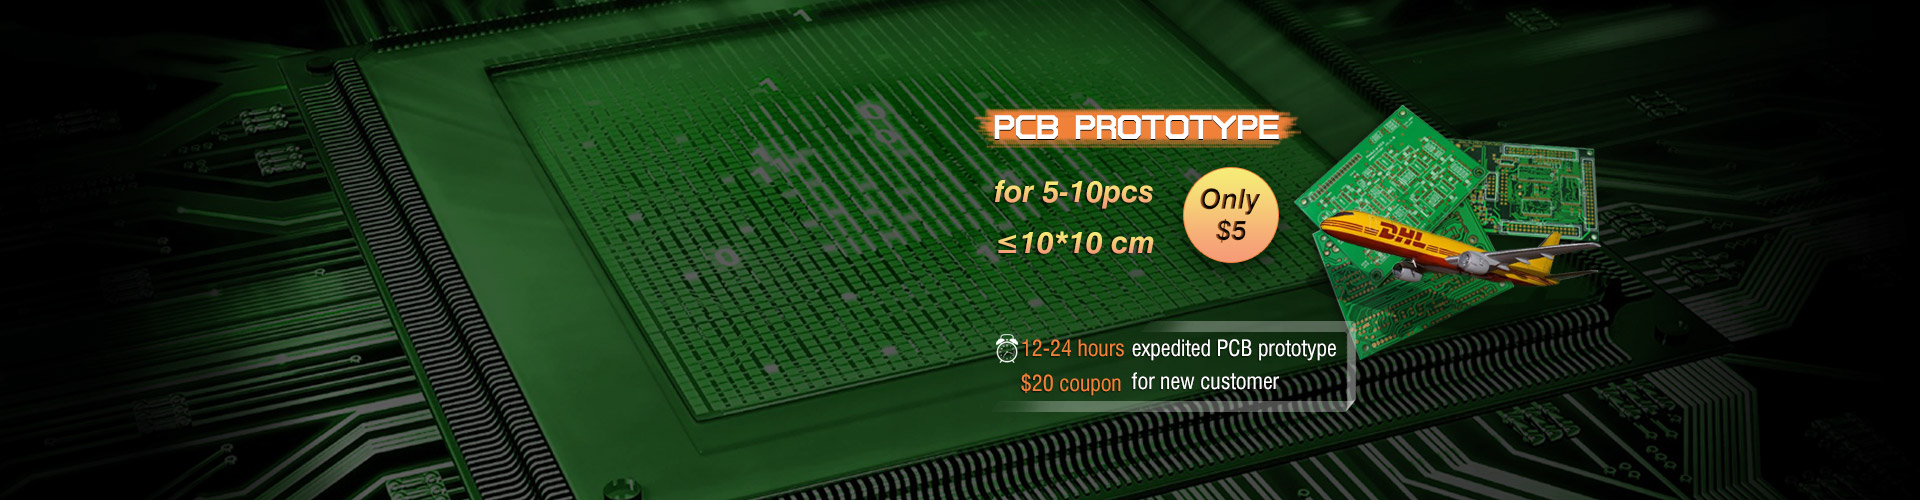 PCB PROTOTYPE
for 5-10pcs
≤10*10 cm
Only
$5
DHL
12-24 hours expedited PCB prototype
$20 coupon for new customer